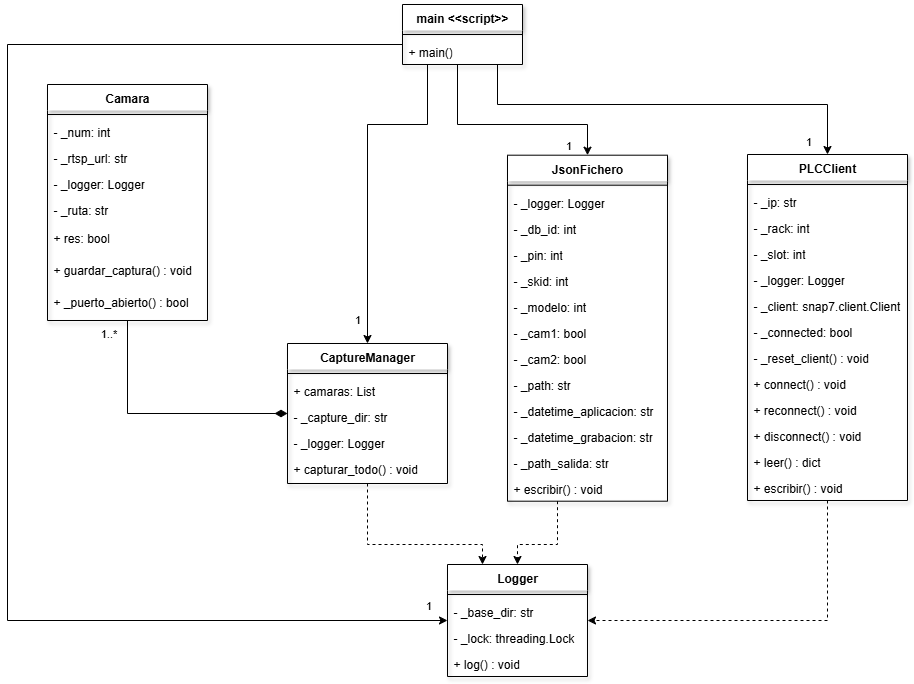 main <<script>>
+ main()
Camara
- _num: int
- _rtsp_url: str
- _logger: Logger
- _ruta: str
+ res: bool
+ guardar_captura() : void
+ _puerto_abierto() : bool
1..*
1
CaptureManager
+ camaras: List
- _capture_dir: str
- _logger: Logger
+ capturar_todo() : void
1
JsonFichero
- _logger: Logger
- _db_id: int
- _pin: int
- _skid: int
- _modelo: int
- _cam1: bool
- _cam2: bool
- _path: str
- _datetime_aplicacion: str
- _datetime_grabacion: str
- _path_salida: str
+ escribir() : void
1
PLCClient
- _ip: str
- _rack: int
- _slot: int
- _logger: Logger
- _client: snap7.client.Client
- _connected: bool
- _reset_client() : void
+ connect() : void
+ reconnect() : void
+ disconnect() : void
+ leer() : dict
+ escribir() : void
1
Logger
- _base_dir: str
- _lock: threading.Lock
+ log() : void